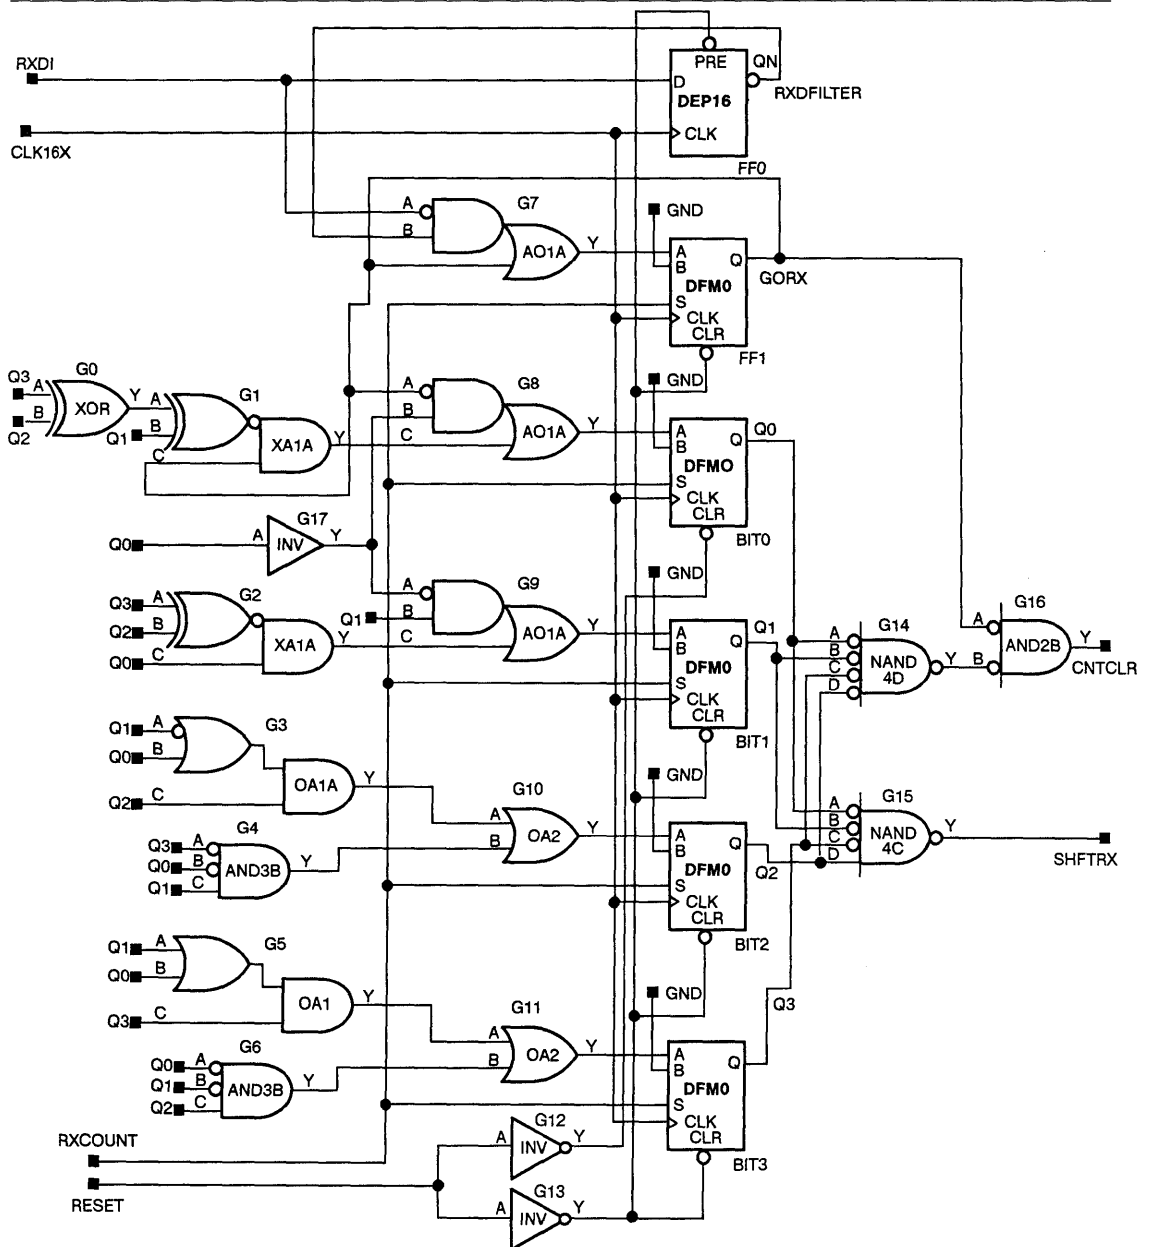 RXDI
CLK16X
PRE
QN
D
DEP16
CLK
RXDFILTER
FF0
A
B
G7
AO1A
Y
GND
A
B
Q
DFM0
S
CLK
CLR
GORX
FF1
Q3
A
B
Q2
G0
XOR
Y
A
Q1
B
C
G1
XA1A
Y
A
B
C
G8
AO1A
Y
GND
A
B
Q
Q0
DFMO
S
CLK
CLR
BIT0
Q0
A
G17
INV
Y
Q3
A
Q2
B
Q0
C
G2
XA1A
Y
A
Q1
B
C
G9
AO1A
Y
GND
A
B
Q
Q1
DFM0
S
CLK
CLR
BIT1
A
B
C
D
G14
NAND
4D
Y
A
B
G16
AND2B
Y
CNTCLR
Q1
A
Q0
B
G3
Q2
C
OA1A
Y
Q3
A
Q0
B
Q1
C
G4
AND3B
Y
A
B
G10
OA2
Y
GND
A
B
Q
Q2
DFM0
S
CLK
CLR
BIT2
A
B
C
D
G15
NAND
4C
Y
SHFTRX
Q1
A
Q0
B
G5
Q3
C
OA1
Y
Q0
A
Q1
B
Q2
C
G6
AND3B
Y
A
B
G11
OA2
Y
GND
A
B
Q
Q3
DFM0
S
CLK
CLR
BIT3
RXCOUNT
RESET
A
G12
INV
Y
A
G13
INV
Y